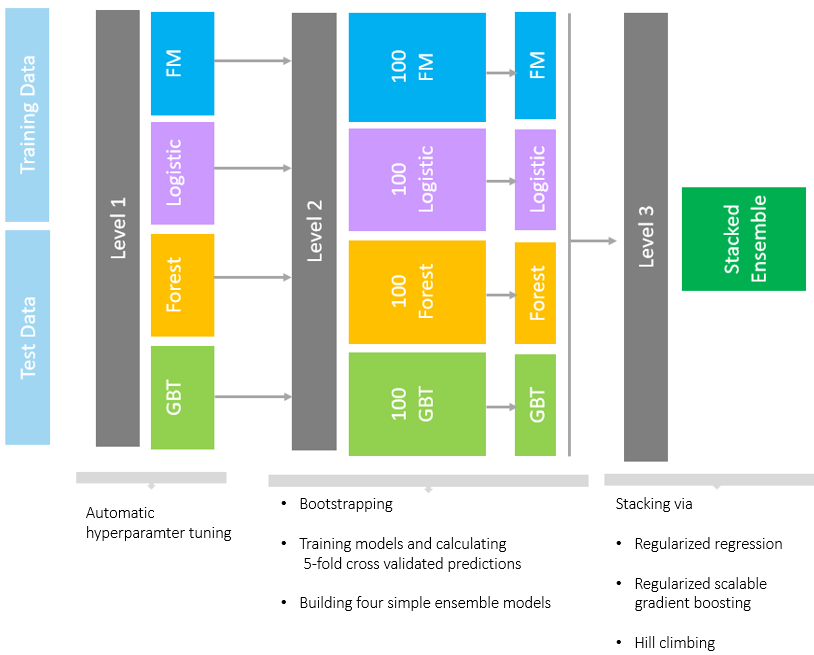 Training Data
Test Data
Level 1
FM
Logistic
Forest
GBT
Level 2
100
FM
100
Logistic
100
Forest
100
GBT
FM
Logistic
Forest
GBT
Level 3
Stacked
Ensemble
Automatic
hyperparamter tuning
• Bootstrapping
• Training models and calculating
5-fold cross validated predictions
• Building four simple ensemble models
Stacking via
• Regularized regression
• Regularized scalable
gradient boosting
• Hill climbing